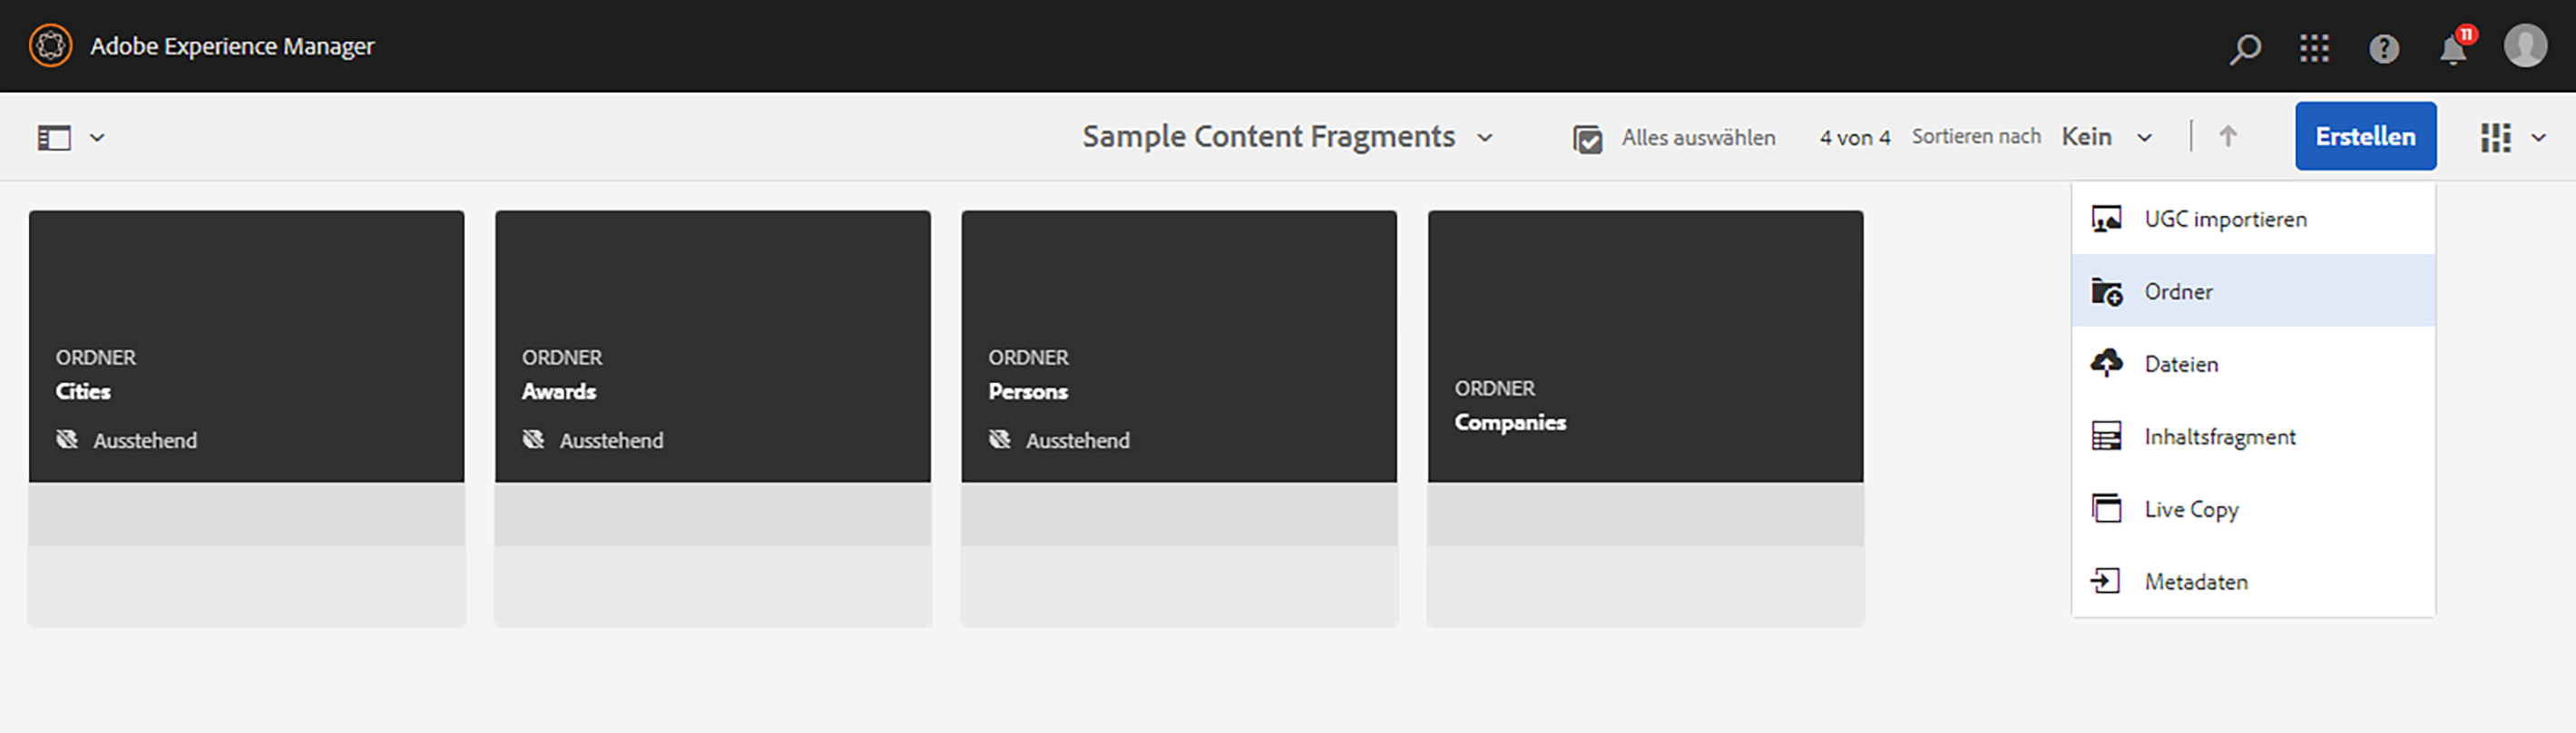 Adobe Experience Manager
11
Sample Content Fragments
Alles auswählen
4 von 4
Sortieren nach
Kein
Erstellen
UGC importieren
Ordner
Dateien
Inhaltsfragment
Live Copy
Metadaten
ORDNER
Cities
Ausstehend
ORDNER
Awards
Ausstehend
ORDNER
Persons
Ausstehend
ORDNER
Companies